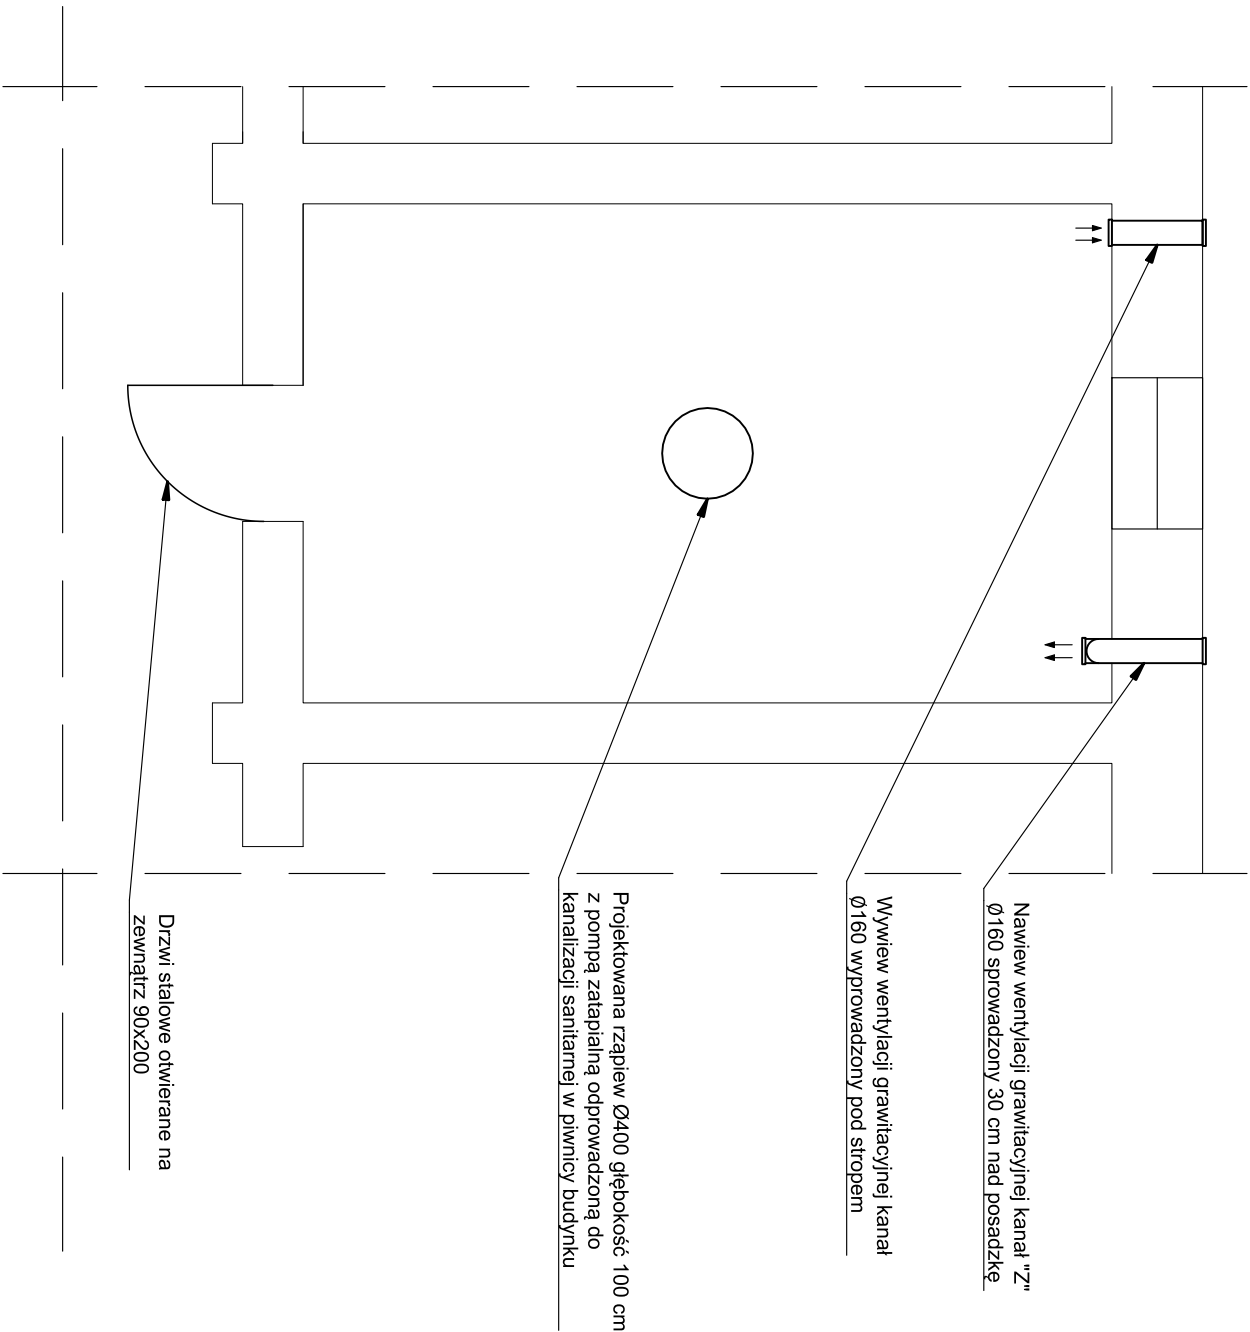 Nawiew wentylacji grawitacyjnej kanał "Z"
Ø160 sprowadzony 30 cm nad posadzkę
Wywiew wentylacji grawitacyjnej kanał
Ø160 wyprowadzony pod stropem
Projektowana rząpiew Ø400 głębokość 100 cm
z pompą zatapialną odprowadzoną do
kanalizacji sanitarnej w piwnicy budynku
Drzwi stalowe otwierane na
zewnątrz 90x200